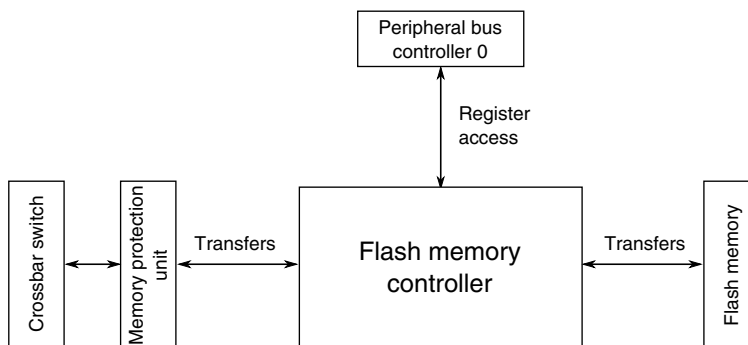 Peripheral bus
controller 0
Register
access
Crossbar switch
Memory protection
unit
Transfers
Flash memory
controller
Transfers
Flash memory